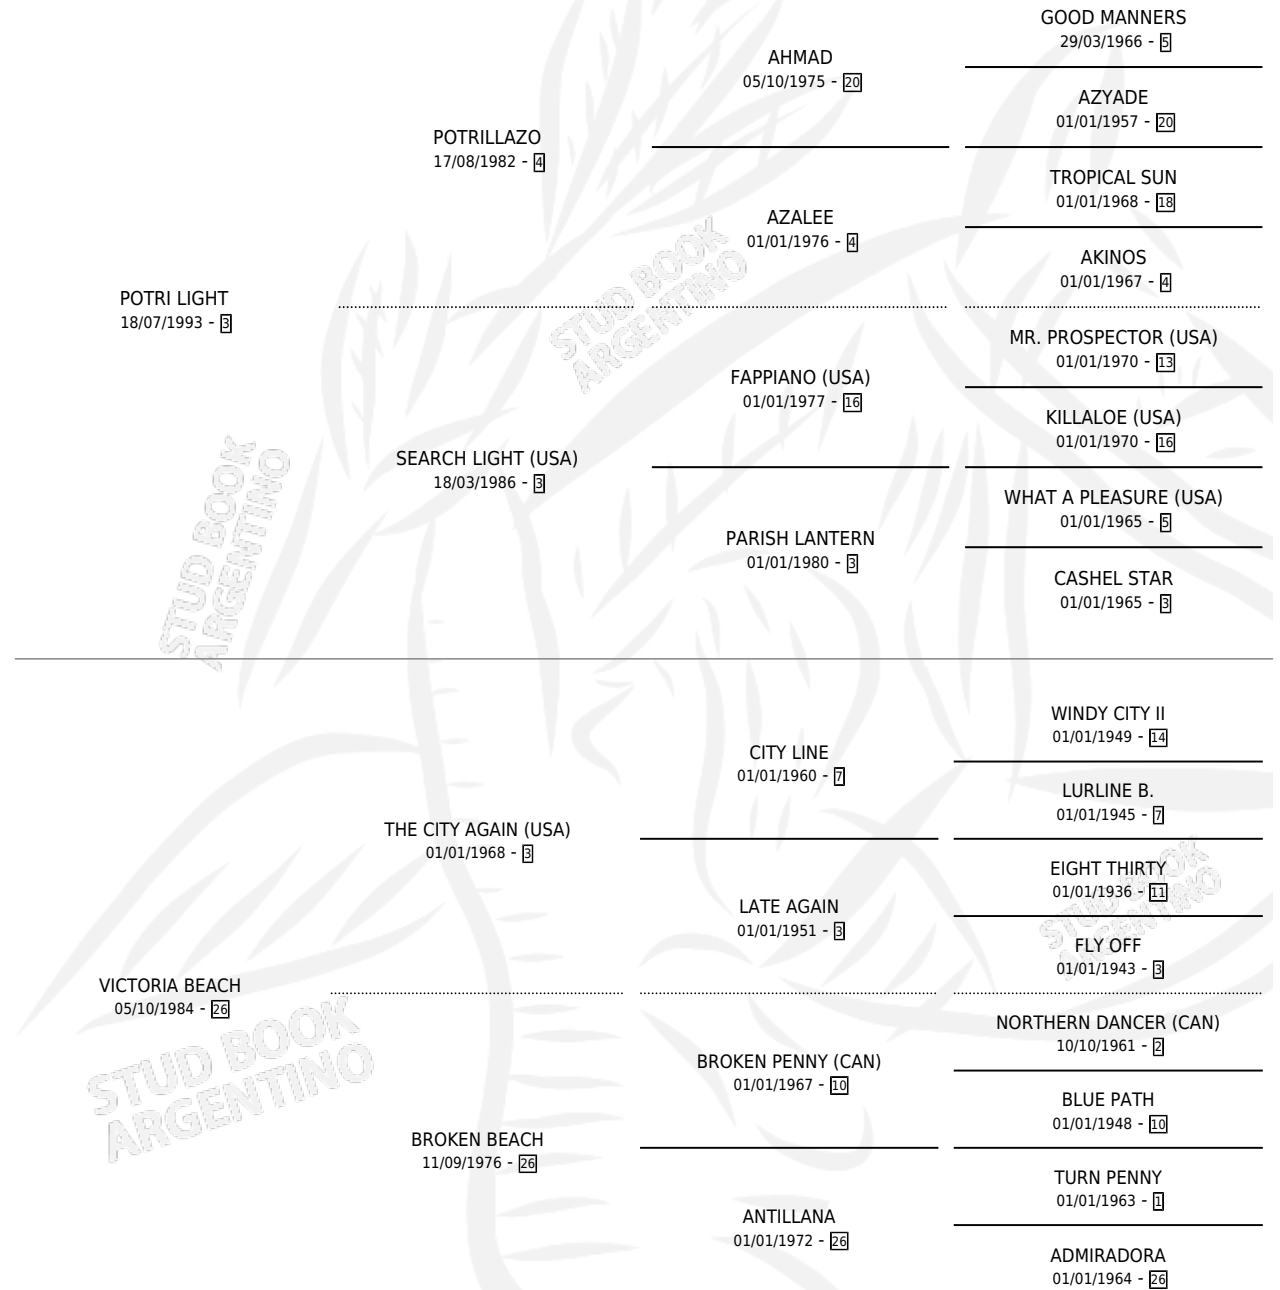 GOOD MANNERS
29/03/1966 - 5
AHMAD
05/10/1975 - 20
AZYADE
01/01/1957 - 20
POTRILLAZO
17/08/1982 - 4
TROPICAL SUN
01/01/1968 - 18
AZALEE
01/01/1976 - 4
AKINOS
01/01/1967 - 4
POTRI LIGHT
18/07/1993 - 3
STUD BOOK
ARGENTINO
MR. PROSPECTOR (USA)
01/01/1970 - 13
FAPPIANO (USA)
01/01/1977 - 16
KILLALOE (USA)
01/01/1970 - 16
SEARCH LIGHT (USA)
18/03/1986 - 3
WHAT A PLEASURE (USA)
01/01/1965 - 5
PARISH LANTERN
01/01/1980 - 3
CASHEL STAR
01/01/1965 - 3
STUD BOOK
ARGENTINO
WINDY CITY II
01/01/1949 - 14
CITY LINE
01/01/1960 - 7
LURLINE B.
01/01/1945 - 7
THE CITY AGAIN (USA)
01/01/1968 - 3
EIGHT THIRTY
01/01/1936 - 11
LATE AGAIN
01/01/1951 - 3
FLY OFF
01/01/1943 - 3
STUD BOOK
ARGENTINO
VICTORIA BEACH
05/10/1984 - 26
NORTHERN DANCER (CAN)
10/10/1961 - 2
BROKEN PENNY (CAN)
01/01/1967 - 10
BLUE PATH
01/01/1948 - 10
STUD BOOK
ARGENTINO
BROKEN BEACH
11/09/1976 - 26
TURN PENNY
01/01/1963 - 1
ANTILLANA
01/01/1972 - 26
ADMIRADORA
01/01/1964 - 26